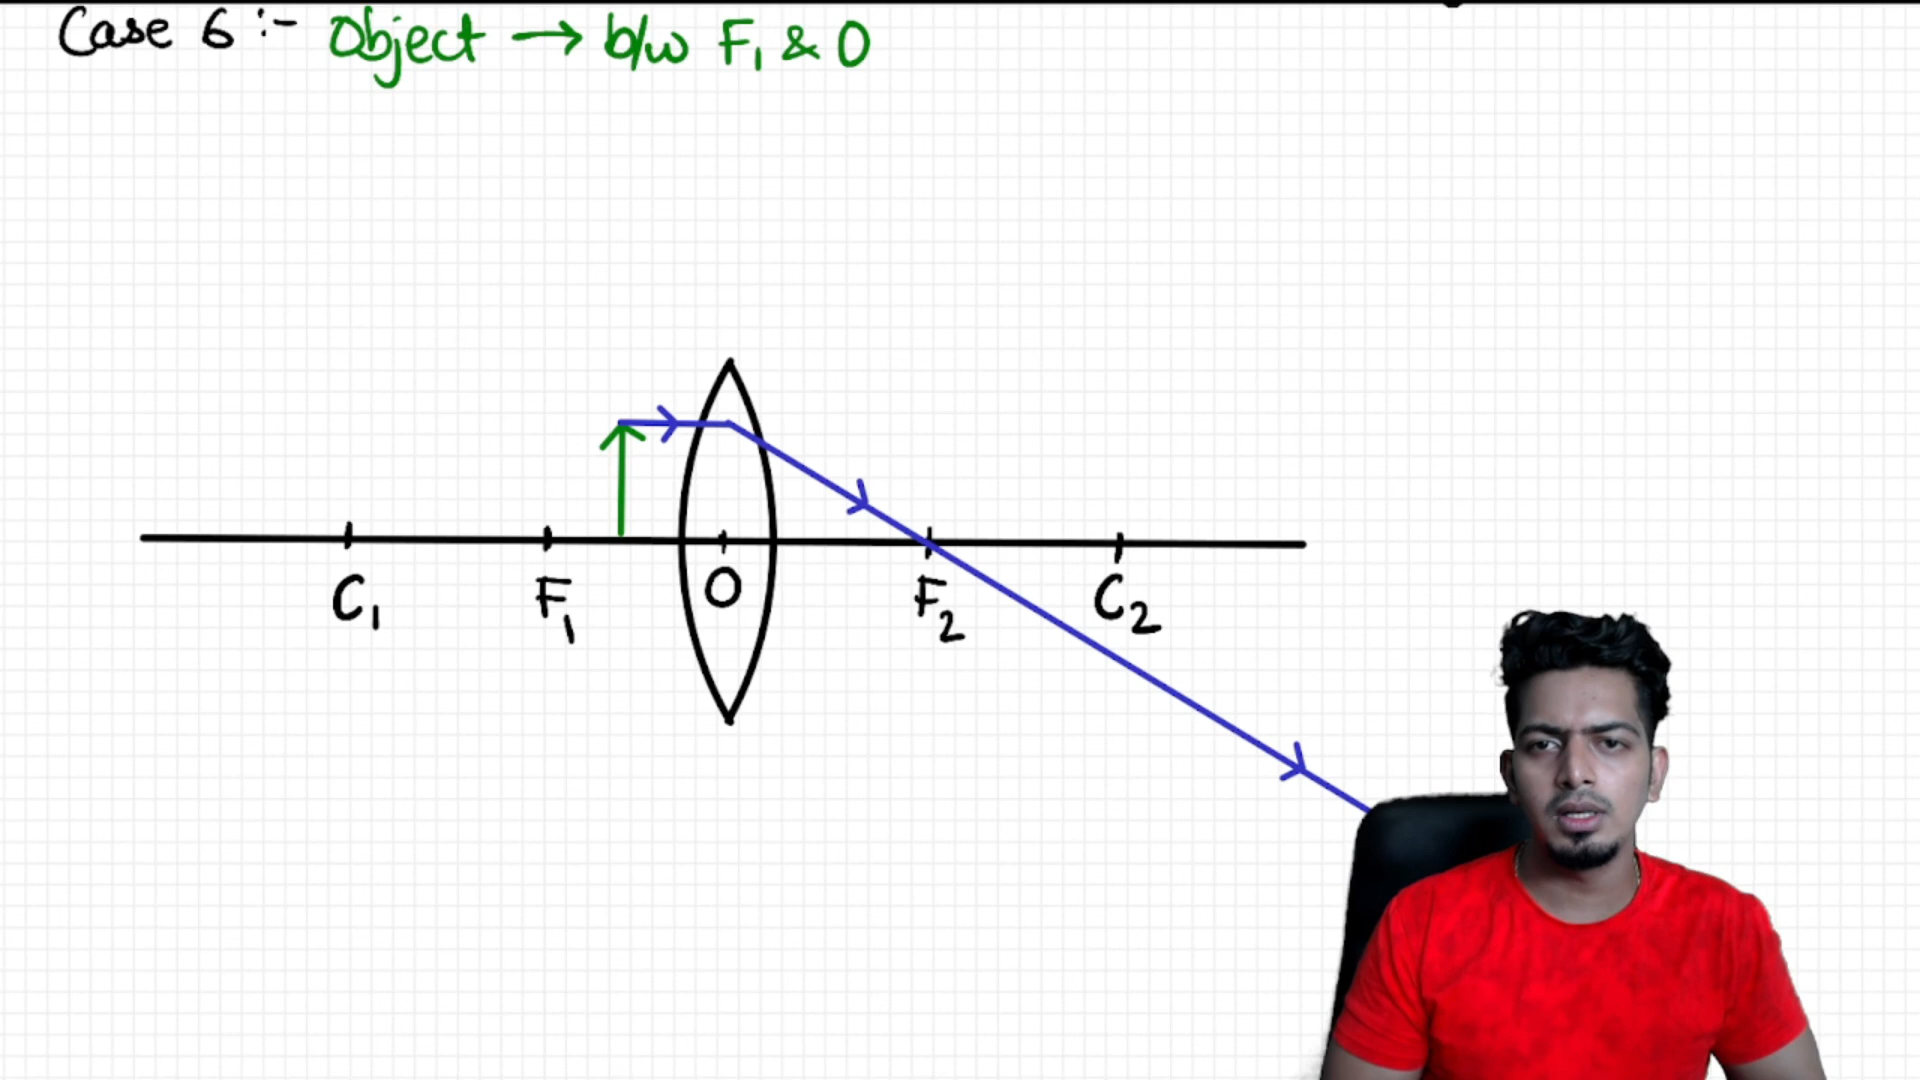 Case 6 :- Object → b/w F₁ & O
C₁ F₁ O F₂ C₂